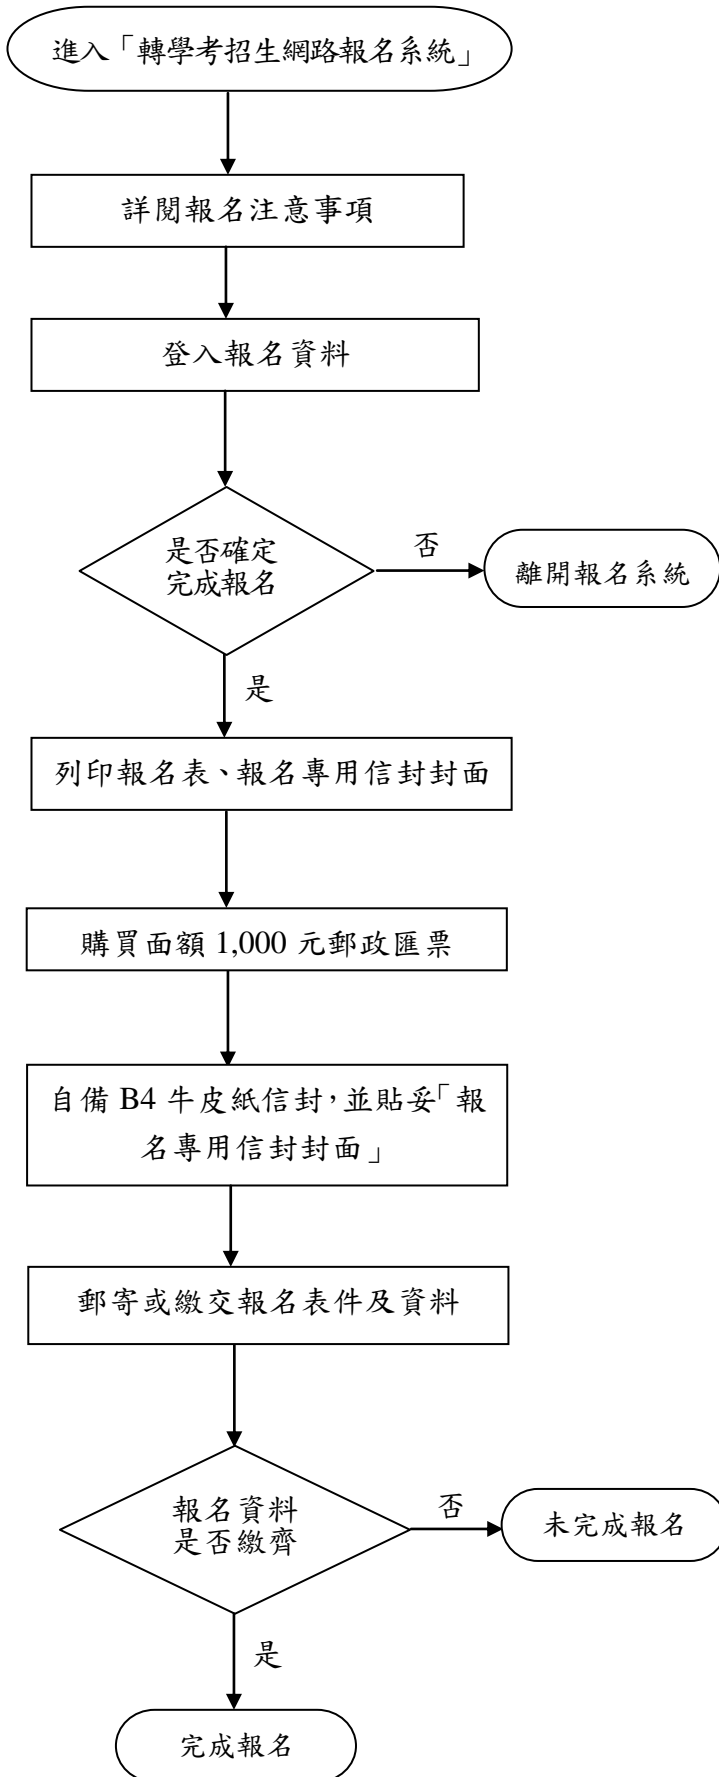 進入「轉學考招生網路報名系統」
詳閱報名注意事項
登入報名資料
是否確定
完成報名
否
離開報名系統
是
列印報名表、報名專用信封封面
購買面額 1,000 元郵政匯票
自備 B4 牛皮紙信封，並貼妥「報
名專用信封封面」
郵寄或繳交報名表件及資料
報名資料
是否繳齊
否
未完成報名
是
完成報名